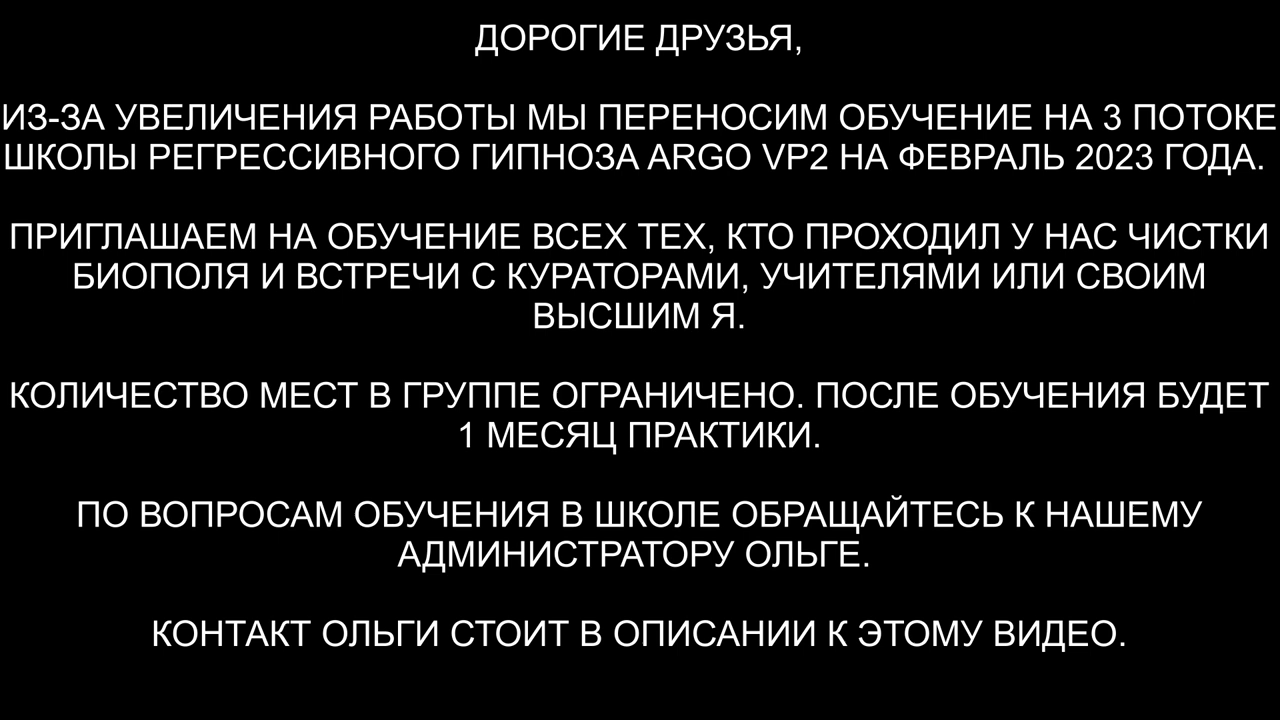 ДОРОГИЕ ДРУЗЬЯ,
ИЗ-ЗА УВЕЛИЧЕНИЯ РАБОТЫ МЫ ПЕРЕНОСИМ ОБУЧЕНИЕ НА 3 ПОТОКЕ
ШКОЛЫ РЕГРЕССИВНОГО ГИПНОЗА ARGO VP2 НА ФЕВРАЛЬ 2023 ГОДА.
ПРИГЛАШАЕМ НА ОБУЧЕНИЕ ВСЕХ ТЕХ, КТО ПРОХОДИЛ У НАС ЧИСТКИ
БИОПОЛЯ И ВСТРЕЧИ С КУРАТОРАМИ, УЧИТЕЛЯМИ ИЛИ СВОИМ
ВЫСШИМ Я.
КОЛИЧЕСТВО МЕСТ В ГРУППЕ ОГРАНИЧЕНО. ПОСЛЕ ОБУЧЕНИЯ БУДЕТ
1 МЕСЯЦ ПРАКТИКИ.
ПО ВОПРОСАМ ОБУЧЕНИЯ В ШКОЛЕ ОБРАЩАЙТЕСЬ К НАШЕМУ
АДМИНИСТРАТОРУ ОЛЬГЕ.
КОНТАКТ ОЛЬГИ СТОИТ В ОПИСАНИИ К ЭТОМУ ВИДЕО.